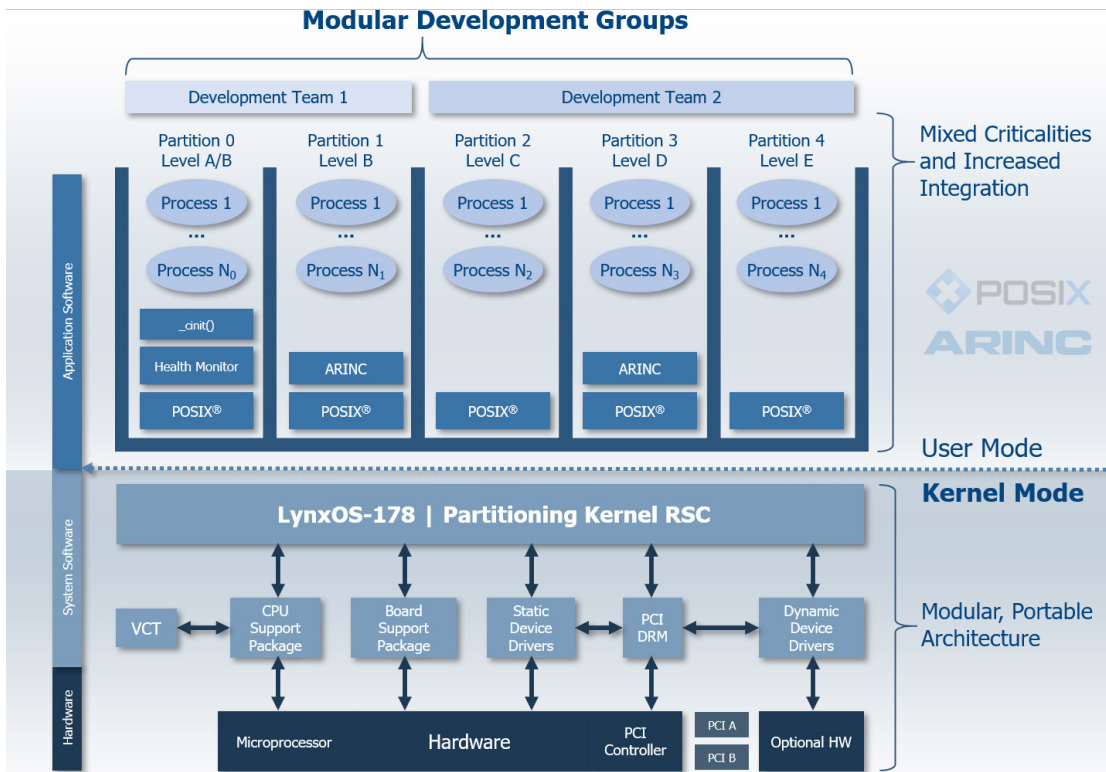 Modular Development Groups
Development Team 1
Development Team 2
Partition 0
Level A/B
Partition 1
Level B
Partition 2
Level C
Partition 3
Level D
Partition 4
Level E
Mixed Criticalities
and Increased
Integration
Process 1
Process 1
Process 1
Process 1
Process 1
...
...
...
...
...
Process N₀
Process N₁
Process N₂
Process N₃
Process N₄
_cinit()
Health Monitor
ARINC
ARINC
POSIX®
POSIX®
POSIX®
POSIX®
POSIX®
POSIX
ARINC
Application Software
User Mode
Kernel Mode
LynxOS-178 | Partitioning Kernel RSC
System Software
VCT
CPU
Support
Package
Board
Support
Package
Static
Device
Drivers
PCI
DRM
Dynamic
Device
Drivers
Modular, Portable
Architecture
Hardware
Microprocessor
Hardware
PCI
Controller
PCI A
PCI B
Optional HW